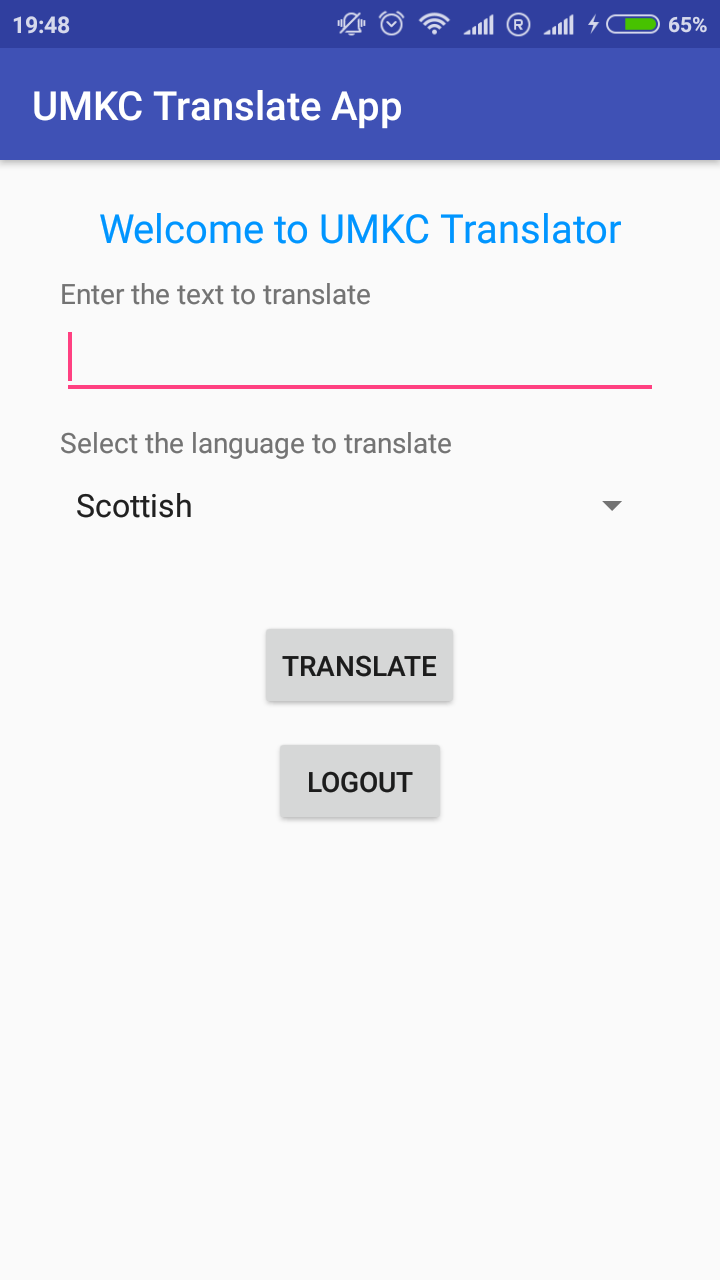 19:48 R 65%
UMKC Translate App
Welcome to UMKC Translator
Enter the text to translate
Select the language to translate
Scottish
TRANSLATE
LOGOUT